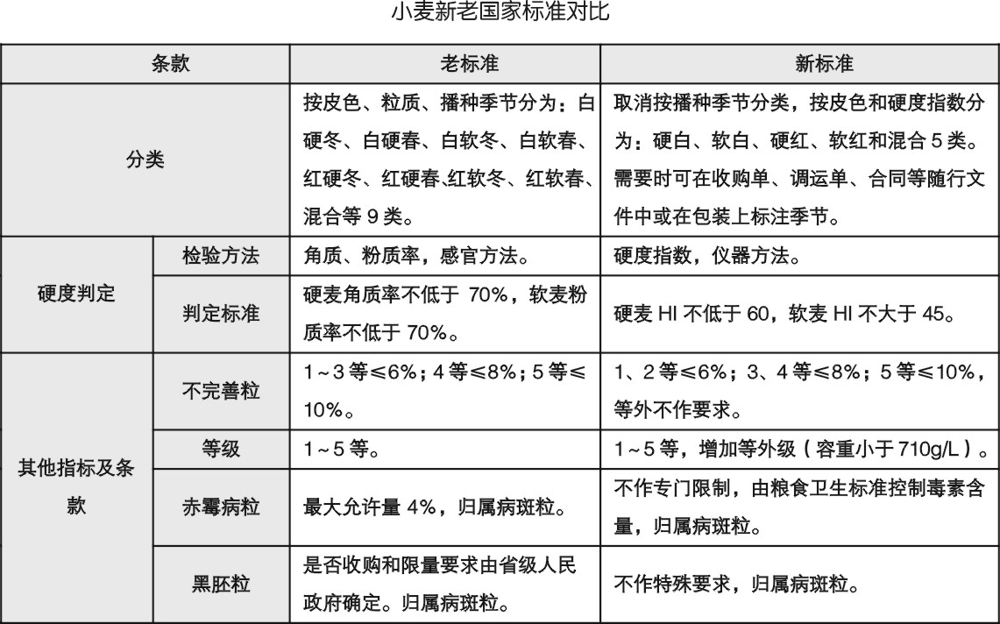 小麦新老国家标准对比
条款 老标准 新标准
分类
按皮色、粒质、播种季节分为：白
硬冬、白硬春、白软冬、白软春、
红硬冬、红硬春、红软冬、红软春、
混合等 9 类。
取消按播种季节分类，按皮色和硬度指数分
为：硬白、软白、硬红、软红和混合 5 类。
需要时可在收购单、调运单、合同等随行文
件中或在包装上标注季节。
硬度判定
检验方法
角质、粉质率，感官方法。
硬度指数，仪器方法。
判定标准
硬麦角质率不低于 70%，软麦粉
质率不低于 70%。
硬麦 HI 不低于 60，软麦 HI 不大于 45。
其他指标及条
款
不完善粒
1～3 等≤6%；4 等≤8%；5 等≤
10%。
1、2 等≤6%；3、4 等≤8%；5 等≤10%，
等外不作要求。
等级
1～5 等。
1～5 等，增加等外级（容重小于 710g/L）。
赤霉病粒
最大允许量 4%，归属病斑粒。
不作专门限制，由粮食卫生标准控制毒素含
量，归属病斑粒。
黑胚粒
是否收购和限量要求由省级人民
政府确定。归属病斑粒。
不作特殊要求，归属病斑粒。